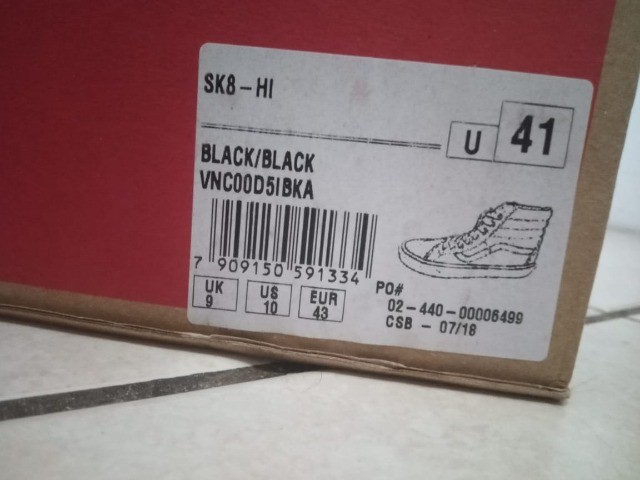 SK8-HI
U 41
BLACK/BLACK
VNC00D5IBKA
7 909150 591334
UK 9
US 10
EUR 43
PO#
02-440-00006499
CSB - 07/18